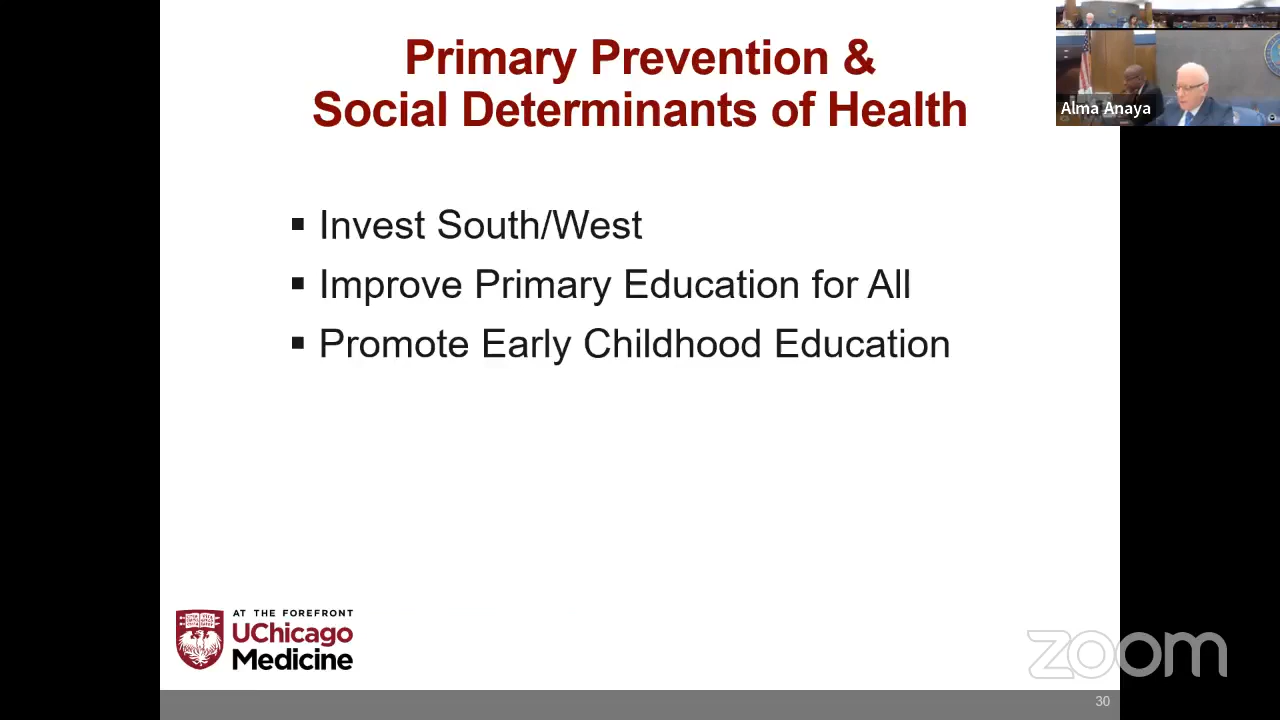 Primary Prevention &
Social Determinants of Health
Alma Anaya
▪ Invest South/West
▪ Improve Primary Education for All
▪ Promote Early Childhood Education
AT THE FOREFRONT
UChicago
Medicine
zoom
30